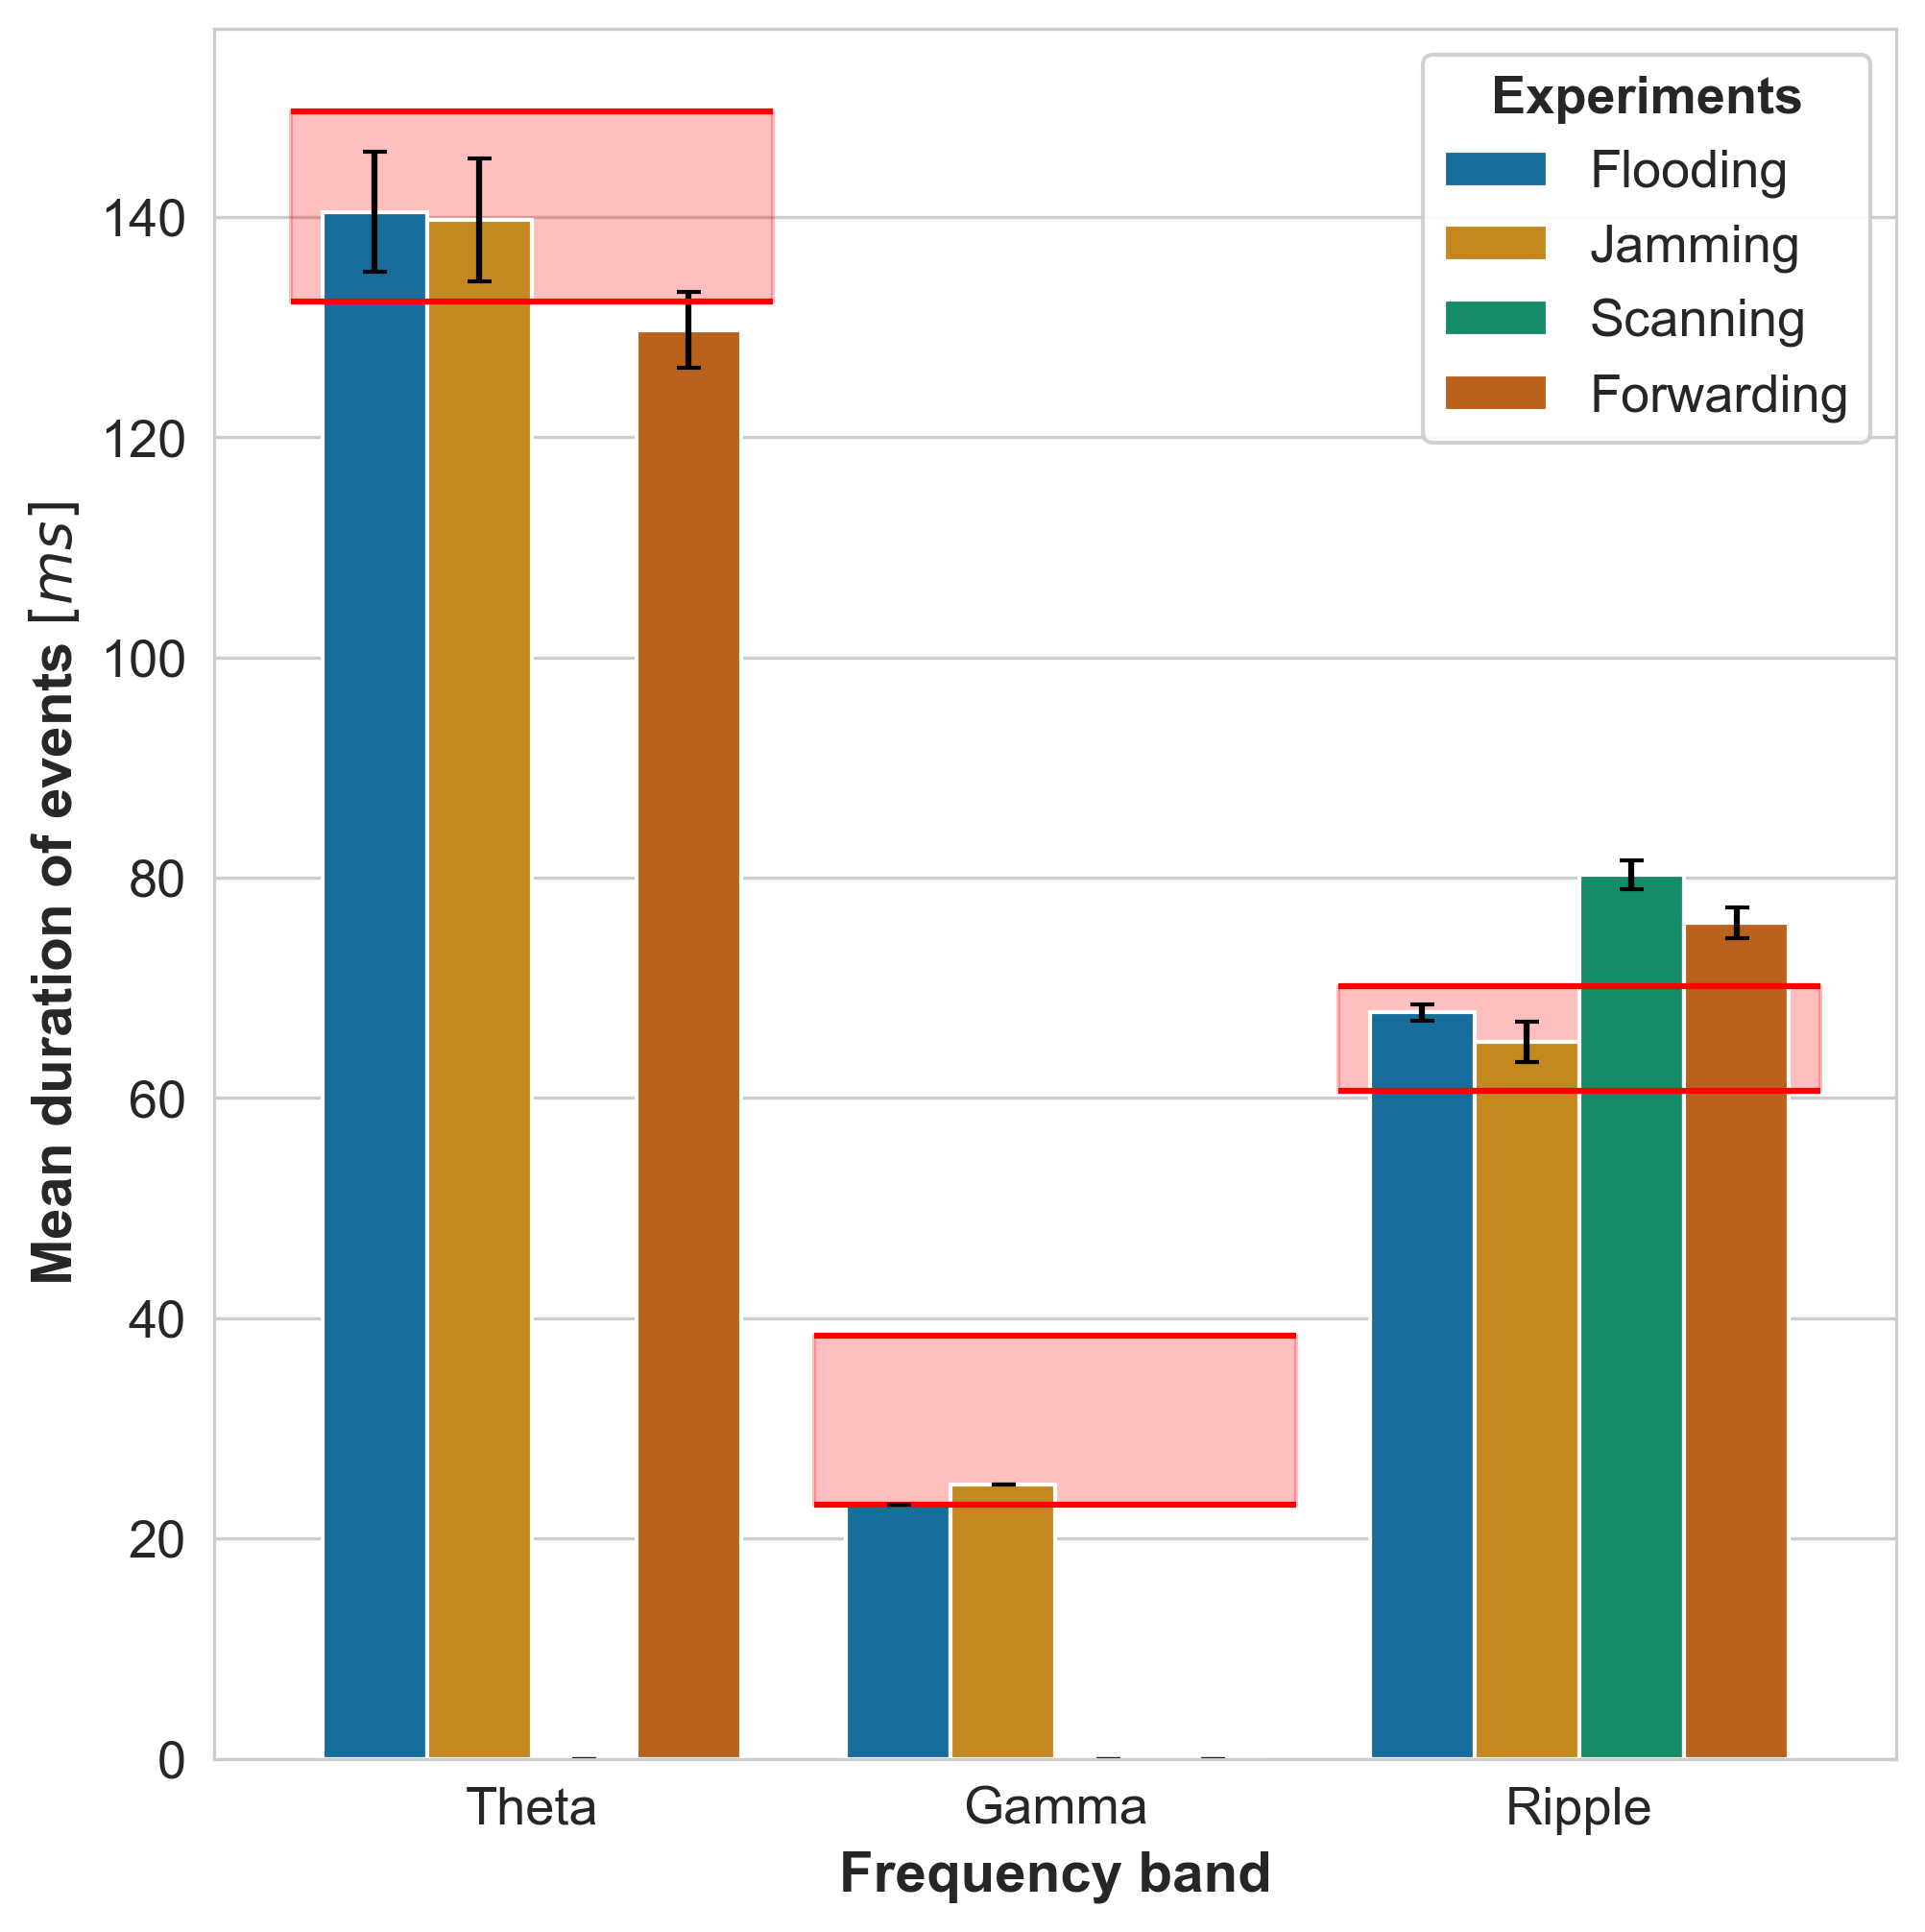 Experiments
Flooding
Jamming
Scanning
Forwarding
Mean duration of events [ms]
140
120
100
80
60
40
20
0
Theta
Gamma
Ripple
Frequency band